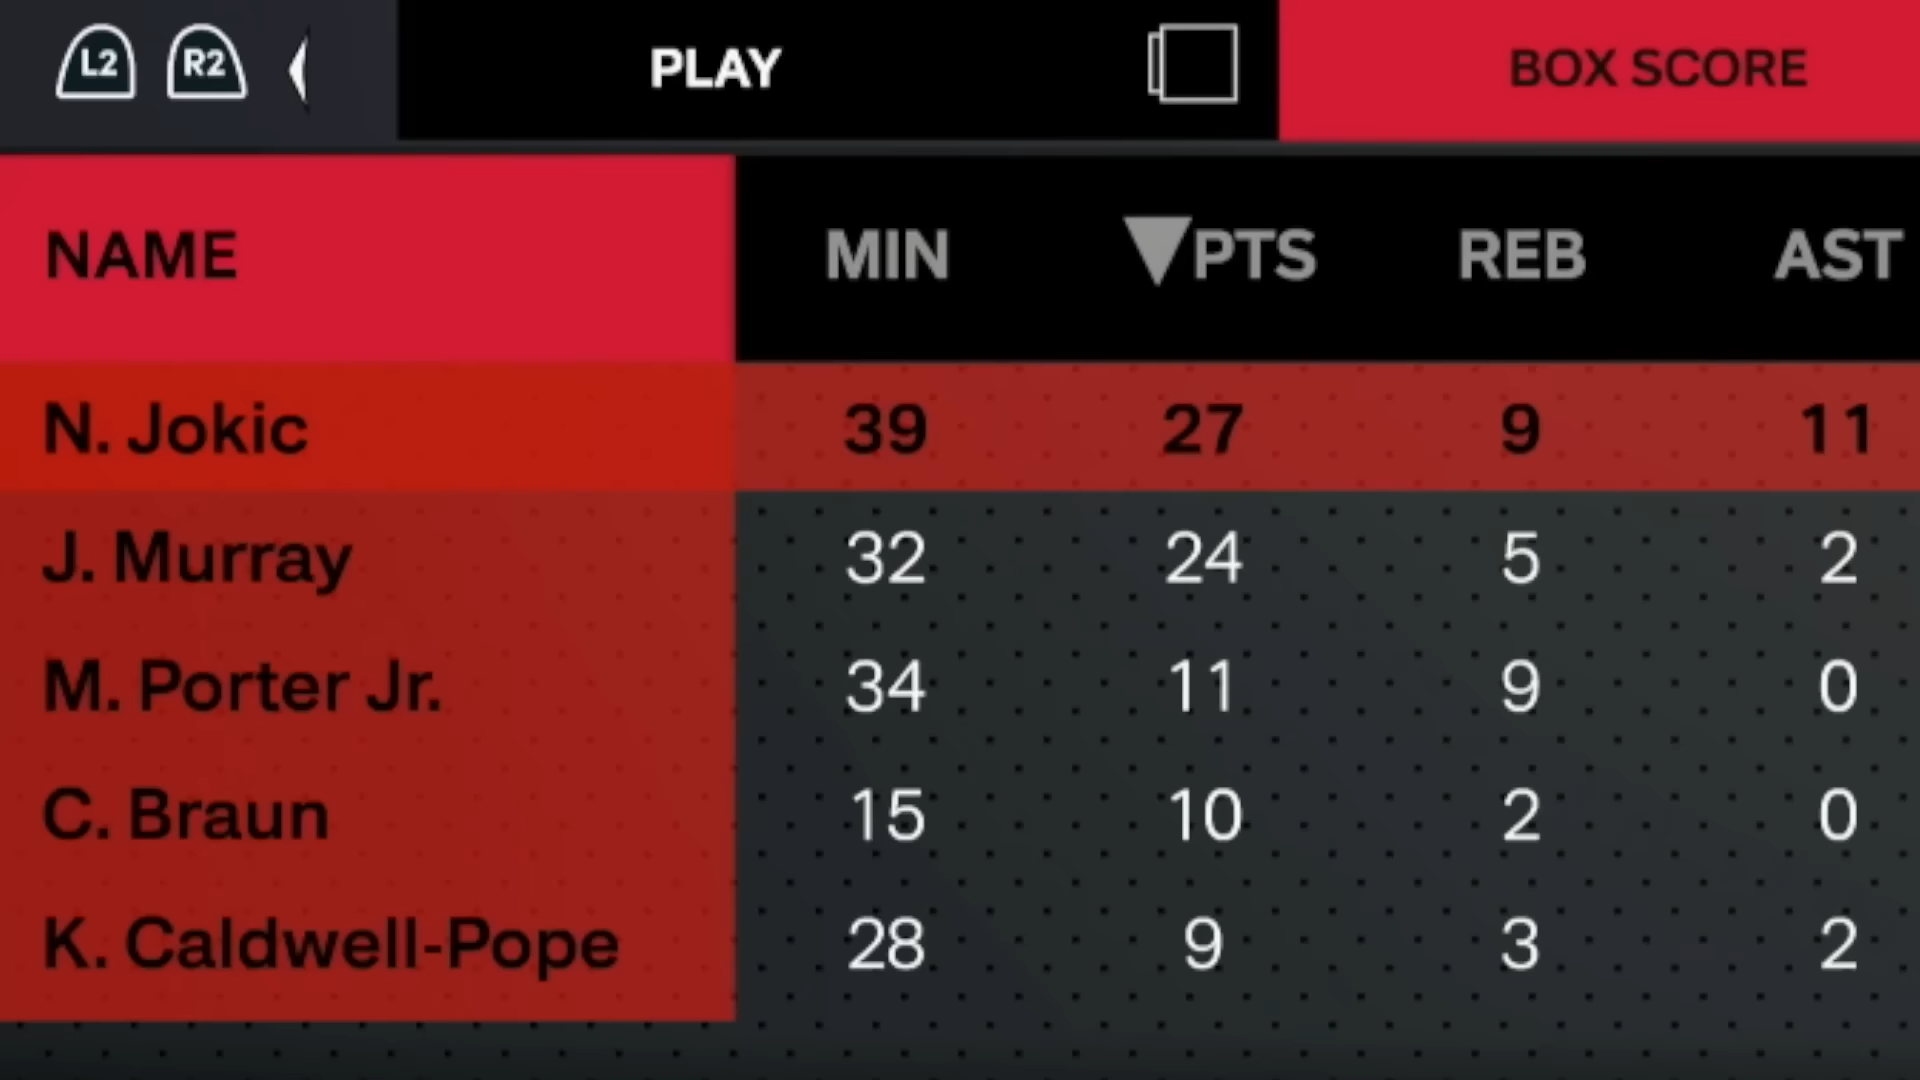 L2 R2 PLAY BOX SCORE
NAME MIN PTS REB AST
N. Jokic 39 27 9 11
J. Murray 32 24 5 2
M. Porter Jr. 34 11 9 0
C. Braun 15 10 2 0
K. Caldwell-Pope 28 9 3 2